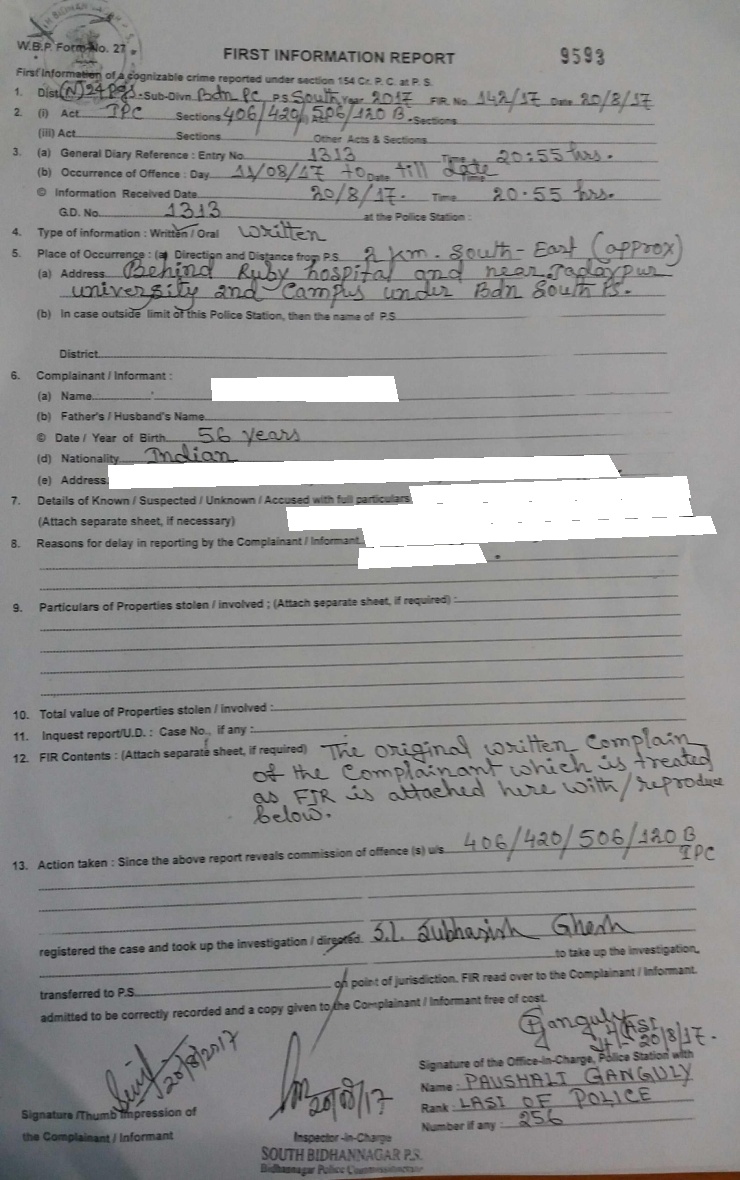 W.B.P. Form No. 27
FIRST INFORMATION REPORT 9593
First Information of a cognizable crime reported under section 154 Cr. P. C. at P. S.
1. Dist. (N) 24 Pgs. Sub-Divn. Bdn PC P.S. South Year 2017 FIR. No. 142/17 Date 20/8/17
2. (i) Act IPC Sections 406/420/506/120 B. Sections
(iii) Act Sections Other Acts & Sections
3. (a) General Diary Reference : Entry No. 1313 Time 20:55 hrs.
(b) Occurrence of Offence : Day 11/08/17 to Date till date Time
© Information Received Date 20/8/17. Time 20.55 hrs.
G.D. No. 1313 at the Police Station :
4. Type of information : Written / Oral Written
5. Place of Occurrence : (a) Direction and Distance from P.S. 2 km. South-East (approx)
(a) Address Behind Ruby hospital and near Jadavpur
university 2nd Campus under Bdn South PS.
(b) In case outside limit of this Police Station, then the name of P.S.
District
6. Complainant / Informant :
(a) Name
(b) Father's / Husband's Name
© Date / Year of Birth 56 years
(d) Nationality Indian
(e) Address
7. Details of Known / Suspected / Unknown / Accused with full particulars
(Attach separate sheet, if necessary)
8. Reasons for delay in reporting by the Complainant / Informant
9. Particulars of Properties stolen / involved ; (Attach separate sheet, if required) :
10. Total value of Properties stolen / involved :
11. Inquest report/U.D. : Case No., if any :
12. FIR Contents : (Attach separate sheet, if required) The original written complain
of the Complainant which is treated
as FIR is attached here with/reproduce
below.
13. Action taken : Since the above report reveals commission of offence (s) u/s. 406/420/506/120 B
IPC
registered the case and took up the investigation / directed S.I. Subhasish Ghosh
to take up the investigation,
transferred to P.S. on point of jurisdiction. FIR read over to the Complainant / Informant.
admitted to be correctly recorded and a copy given to the Complainant / Informant free of cost.
PGanguly
LASI
20/8/17.
20/8/2017
20/08/17
Signature of the Office-in-Charge, Police Station with
Name : PAUSHALI GANGULY
Rank : LASI OF POLICE
Number if any : 256
Signature /Thumb Impression of
the Complainant / Informant
Inspector-in-Charge
SOUTH BIDHANNAGAR P.S.
Bidhannagar Police Commissionerate